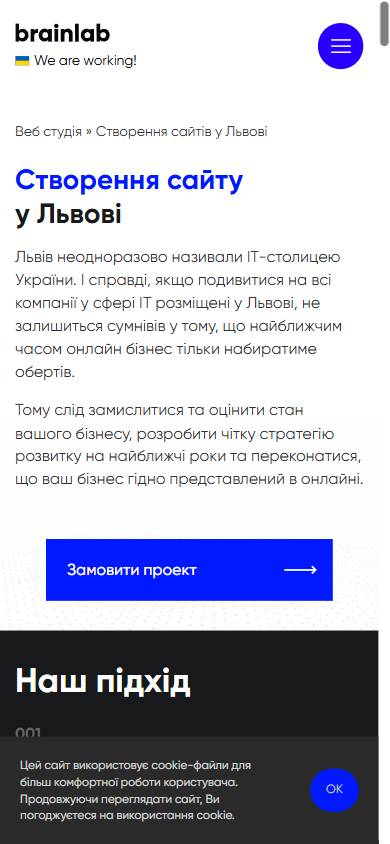 brainlab
We are working!
Веб студія » Створення сайтів у Львові
Створення сайту
у Львові
Львів неодноразово називали ІТ-столицею
України. І справді, якщо подивитися на всі
компанії у сфері ІТ розміщені у Львові, не
залишиться сумнівів у тому, що найближчим
часом онлайн бізнес тільки набиратиме
обертів.
Тому слід замислитися та оцінити стан
вашого бізнесу, розробити чітку стратегію
розвитку на найближчі роки та переконатися,
що ваш бізнес гідно представлений в онлайні.
Замовити проект
Наш підхід
001
Цей сайт використовує cookie-файли для
більш комфортної роботи користувача.
Продовжуючи переглядати сайт, Ви
погоджуєтеся на використання cookie.
OK